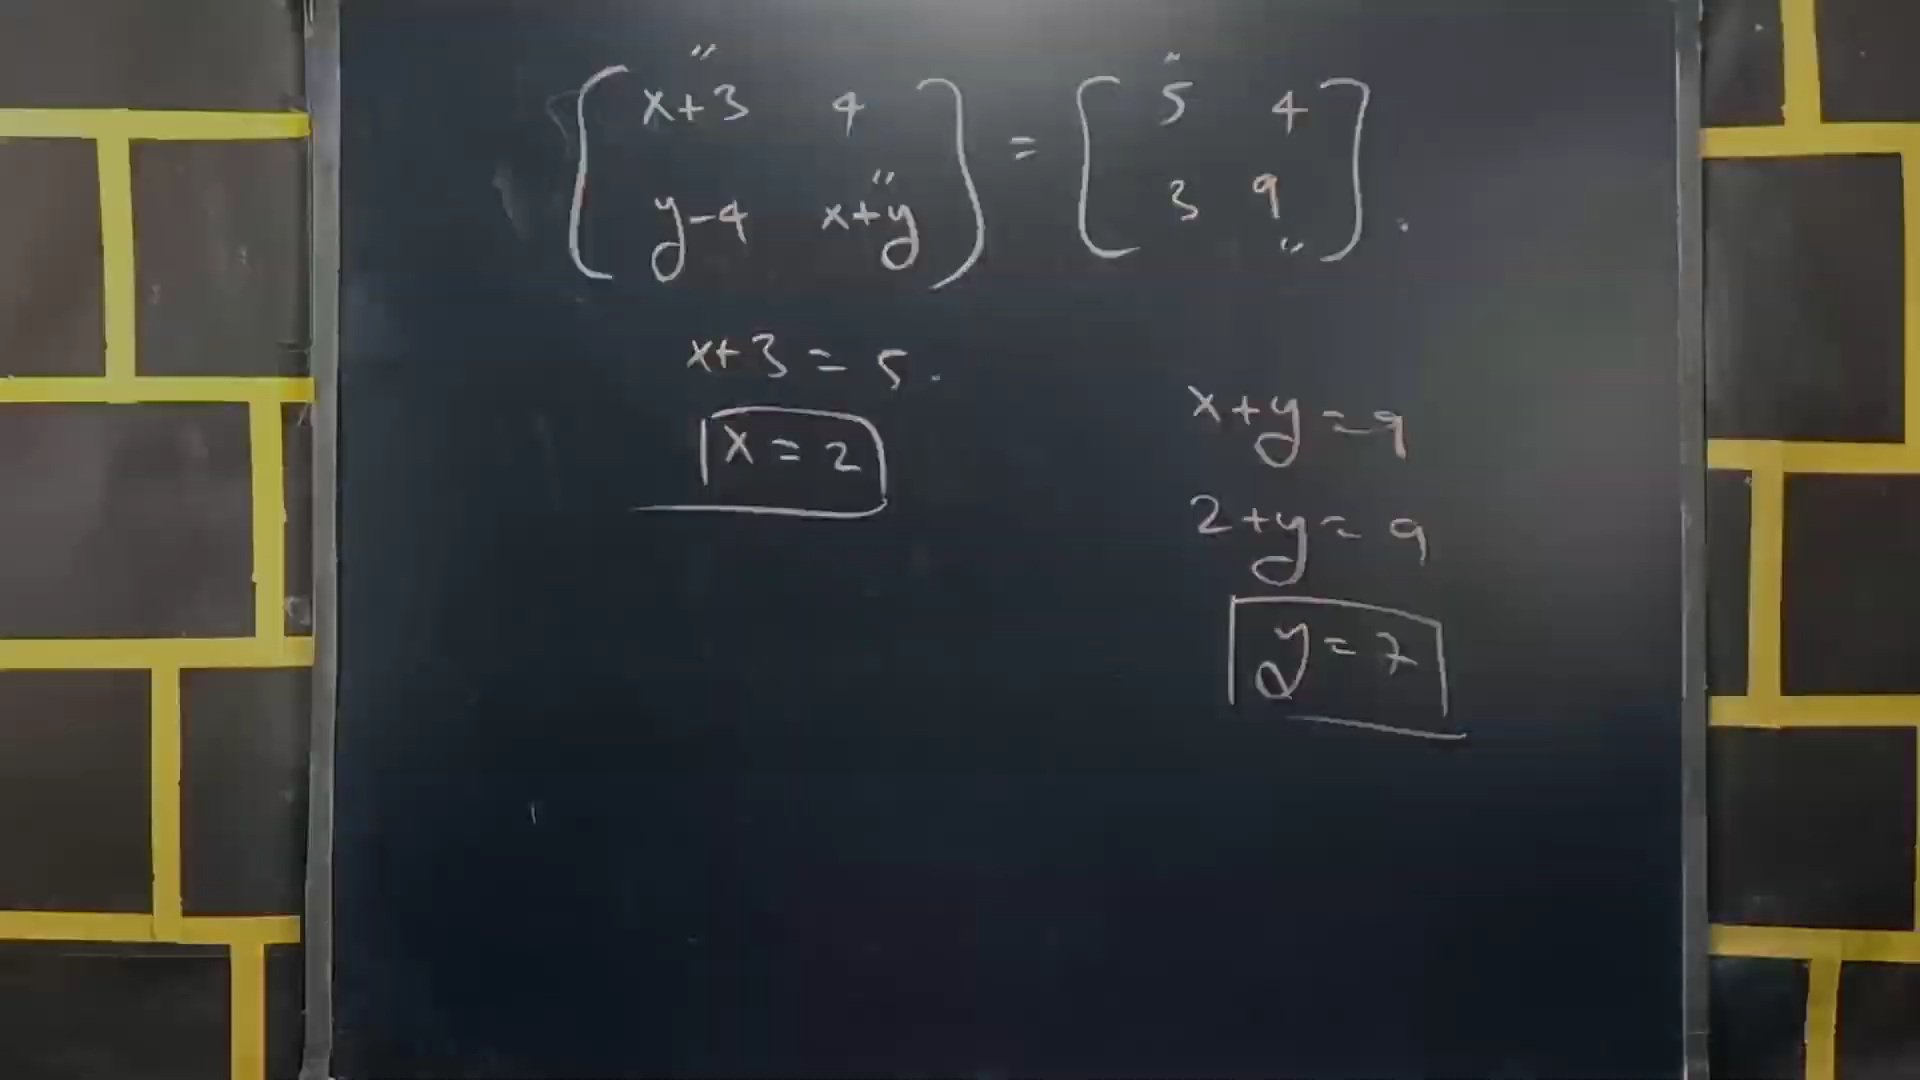 [x+3 4
y-4 x+y] = [5 4
3 9].
x+3 = 5.
x = 2
x+y=9
2+y=9
y=7